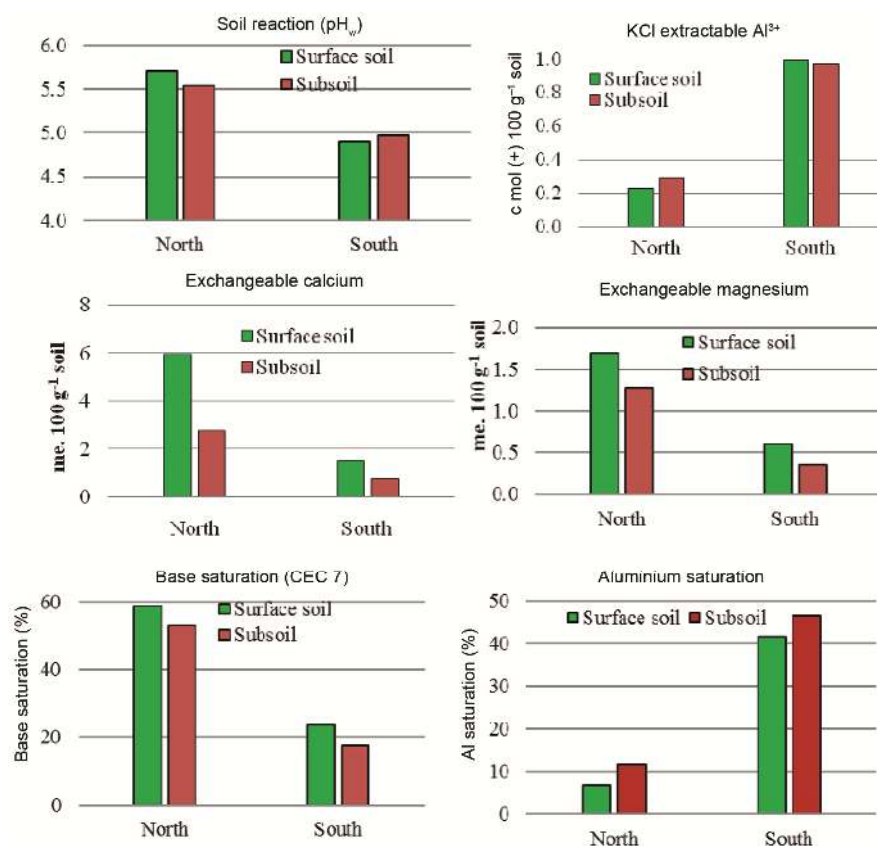 Soil reaction (pHw)
6.0
5.5
5.0
4.5
4.0
Surface soil
Subsoil
North South
KCl extractable Al³⁺
c mol (+) 100 g⁻¹ soil
1.0
0.8
0.6
0.4
0.2
0.0
Surface soil
Subsoil
North South
Exchangeable calcium
me. 100 g⁻¹ soil
8
6
4
2
0
Surface soil
Subsoil
North South
Exchangeable magnesium
me. 100 g⁻¹ soil
2.0
1.5
1.0
0.5
0.0
Surface soil
Subsoil
North South
Base saturation (CEC 7)
Base saturation (%)
60
40
20
0
Surface soil
Subsoil
North South
Aluminium saturation
Al saturation (%)
50
40
30
20
10
0
Surface soil Subsoil
North South